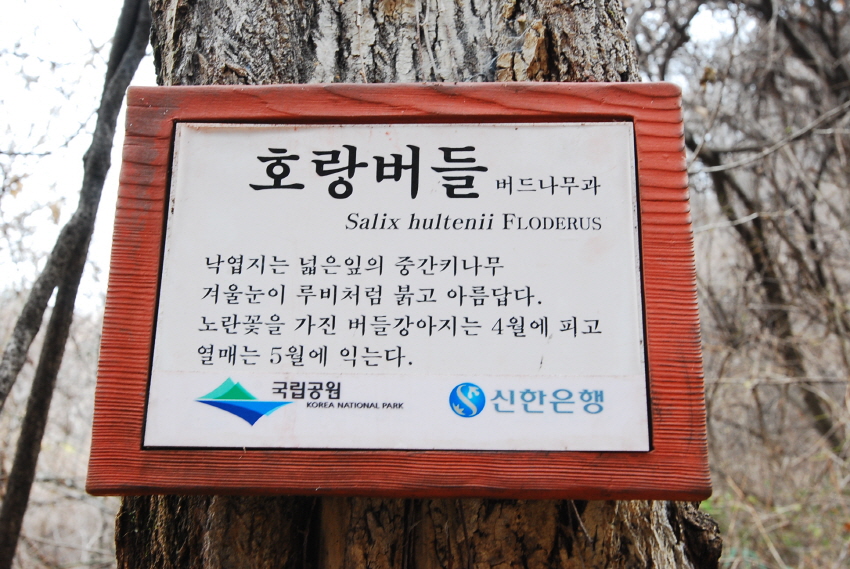 호랑버들 버드나무과
Salix hultenii FLODERUS
낙엽지는 넓은잎의 중간키나무
겨울눈이 루비처럼 붉고 아름답다.
노란꽃을 가진 버들강아지는 4월에 피고
열매는 5월에 익는다.
국립공원
KOREA NATIONAL PARK
신한은행